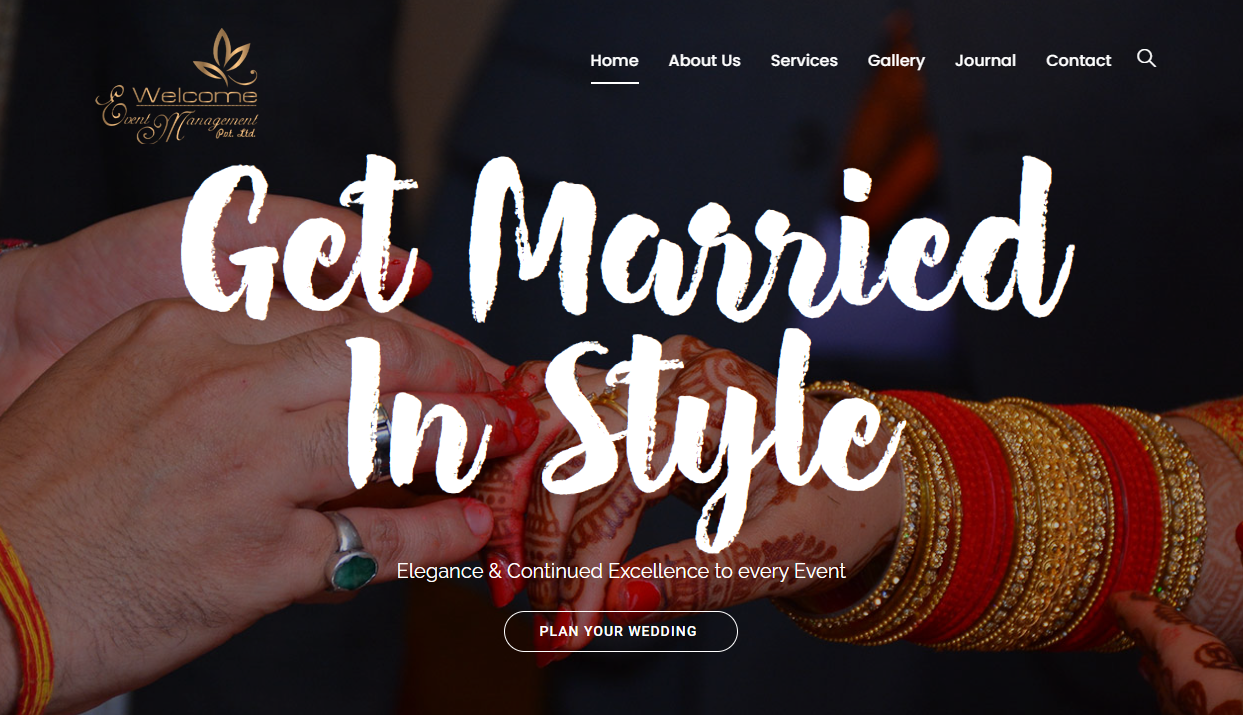 Welcome
Event Management
Pvt. Ltd.
Home About Us Services Gallery Journal Contact
Get Married
In Style
Elegance & Continued Excellence to every Event
PLAN YOUR WEDDING